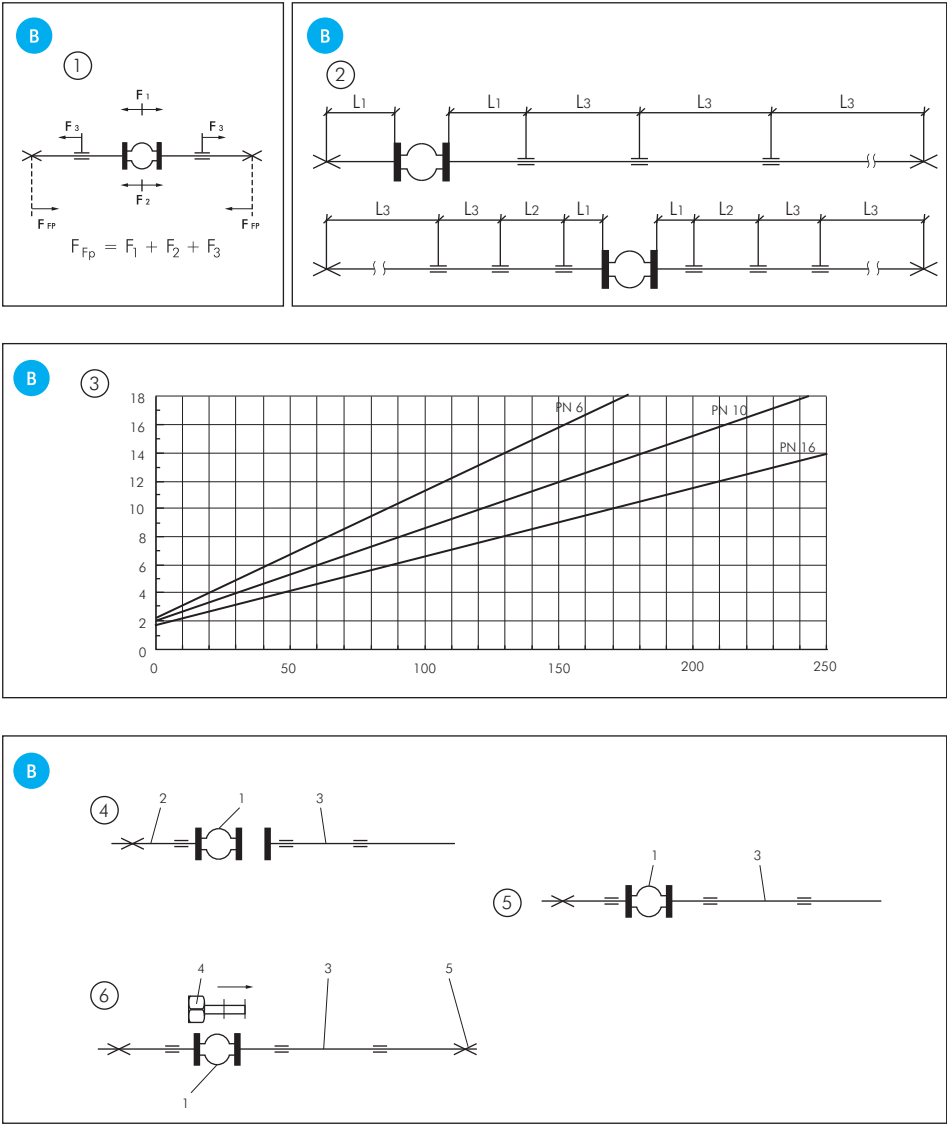 B
1
F1
F3 F3
F2
FFP FFP
FFp = F1 + F2 + F3
B
2
L1 L1 L3 L3 L3
L3 L3 L2 L1 L1 L2 L3 L3
B
3
18
16
14
12
10
8
6
4
2
0
PN 6
PN 10
PN 16
0 50 100 150 200 250
B
4
2 1 3
5
1 3
6
4 3 5
1